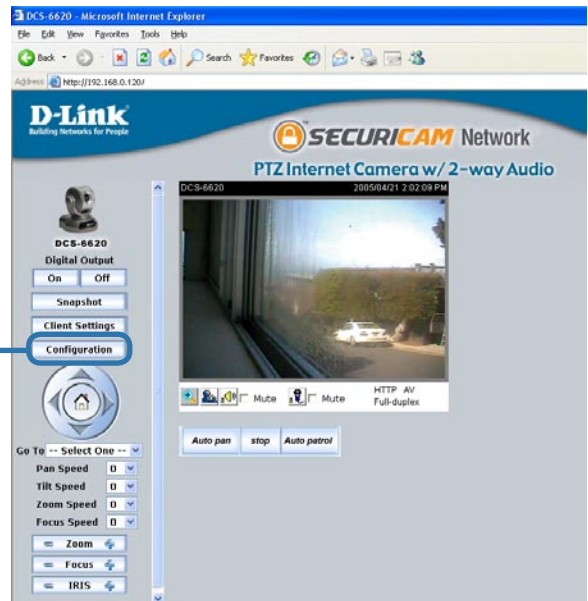 DCS-6620 - Microsoft Internet Explorer
File Edit View Favorites Tools Help
Back Search Favorites
Address http://192.168.0.120/
D-Link
Building Networks for People
SECURICAM Network
PTZ Internet Camera w/ 2-way Audio
DCS-6620 2005/04/21 2:02:09 PM
DCS-6620
Digital Output
On Off
Snapshot
Client Settings
Configuration
Mute Mute HTTP AV
Full-duplex
Go To -- Select One --
Auto pan stop Auto patrol
Pan Speed 0
Tilt Speed 0
Zoom Speed 0
Focus Speed 0
Zoom
Focus
IRIS